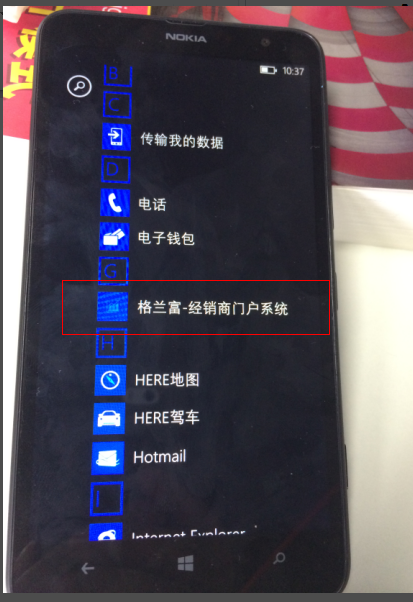 NOKIA
10:37
B
C
传输我的数据
D
电话
电子钱包
G
格兰富-经销商门户系统
H
HERE地图
HERE驾车
Hotmail
I
Internet Explorer